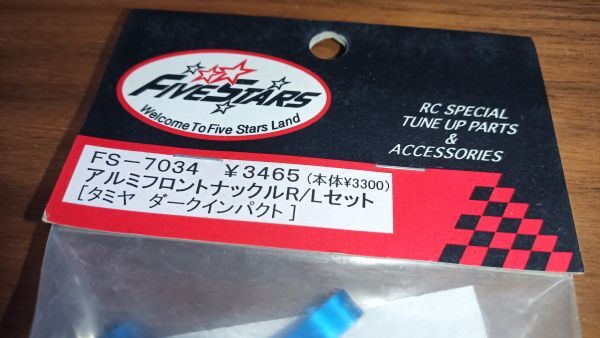 FIVESTARS
Welcome To Five Stars Land
RC SPECIAL
TUNE UP PARTS
&
ACCESSORIES
FS-7034 ¥3465(本体¥3300)
アルミフロントナックルR/Lセット
[タミヤ ダークインパクト]